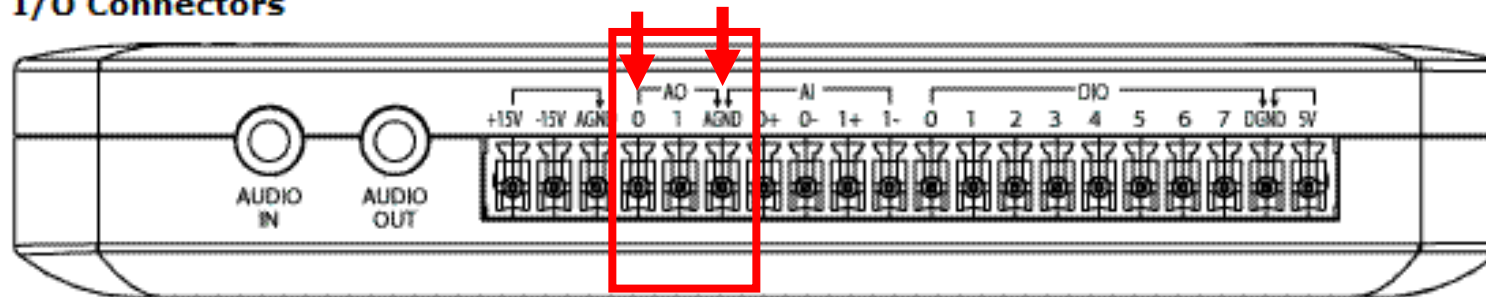 I/O Connectors
AO AI DIO
+15V -15V AGND 0 1 AGND 0+ 0- 1+ 1- 0 1 2 3 4 5 6 7 DGND 5V
AUDIO IN
AUDIO OUT